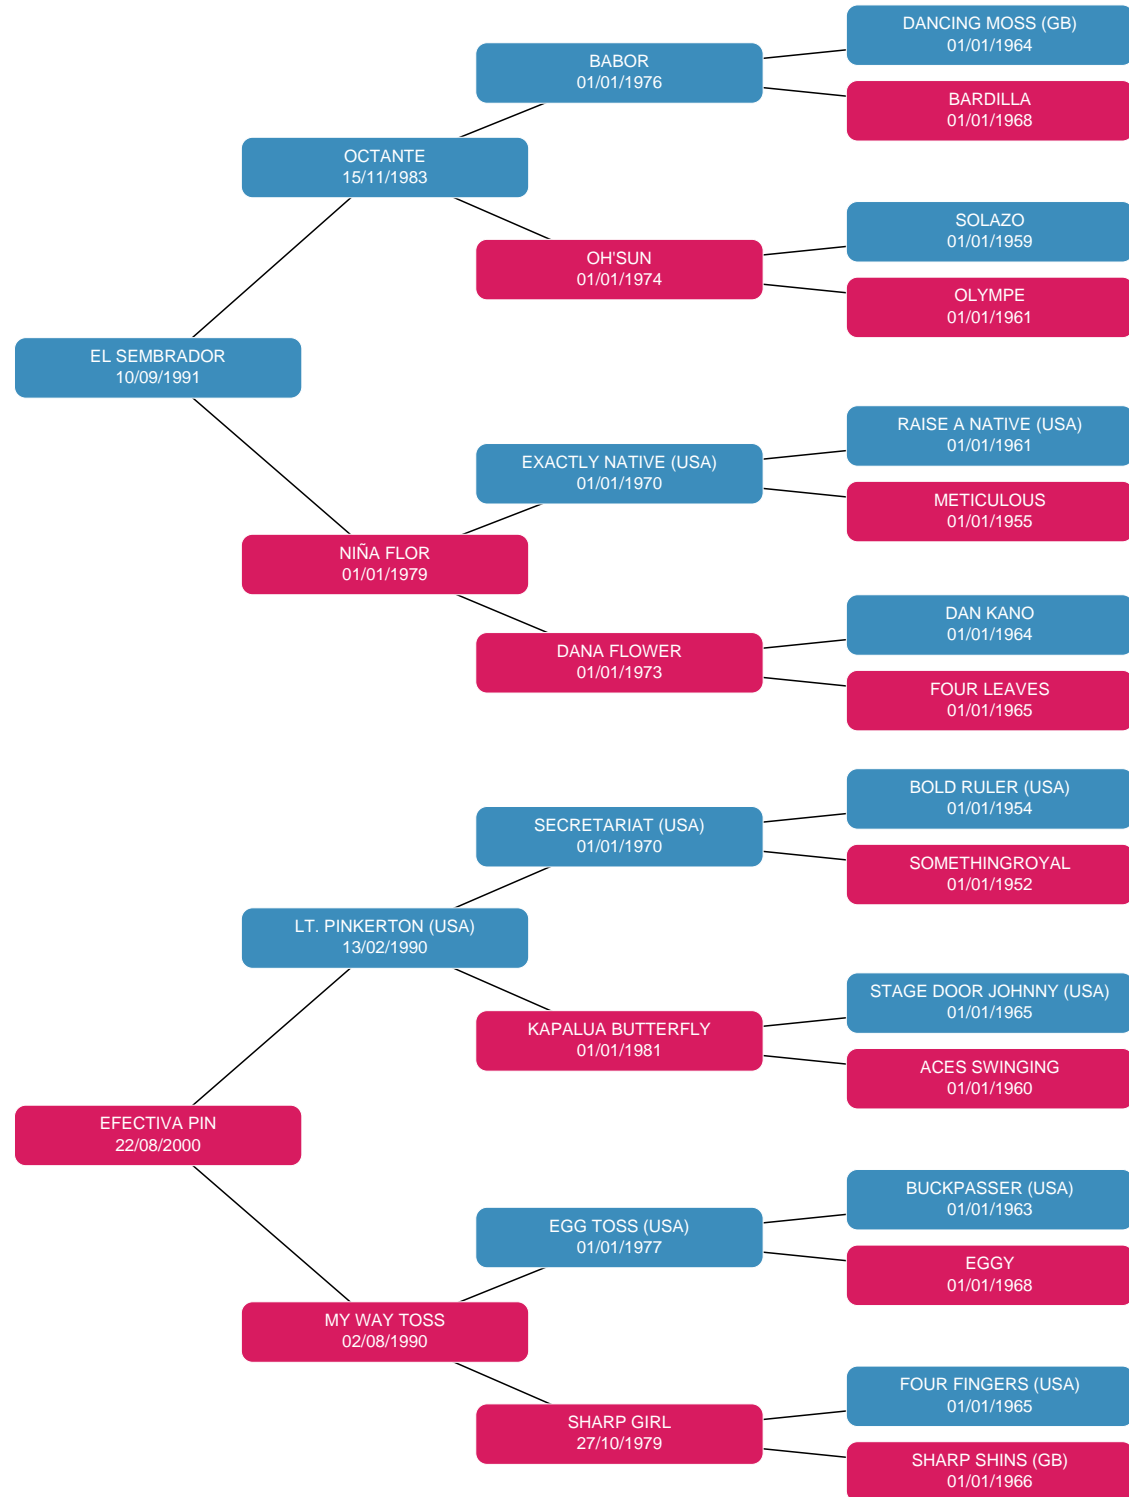 DANCING MOSS (GB)
01/01/1964
BABOR
01/01/1976
BARDILLA
01/01/1968
OCTANTE
15/11/1983
SOLAZO
01/01/1959
OH'SUN
01/01/1974
OLYMPE
01/01/1961
EL SEMBRADOR
10/09/1991
RAISE A NATIVE (USA)
01/01/1961
EXACTLY NATIVE (USA)
01/01/1970
METICULOUS
01/01/1955
NIÑA FLOR
01/01/1979
DAN KANO
01/01/1964
DANA FLOWER
01/01/1973
FOUR LEAVES
01/01/1965
BOLD RULER (USA)
01/01/1954
SECRETARIAT (USA)
01/01/1970
SOMETHINGROYAL
01/01/1952
LT. PINKERTON (USA)
13/02/1990
STAGE DOOR JOHNNY (USA)
01/01/1965
KAPALUA BUTTERFLY
01/01/1981
ACES SWINGING
01/01/1960
EFECTIVA PIN
22/08/2000
BUCKPASSER (USA)
01/01/1963
EGG TOSS (USA)
01/01/1977
EGGY
01/01/1968
MY WAY TOSS
02/08/1990
FOUR FINGERS (USA)
01/01/1965
SHARP GIRL
27/10/1979
SHARP SHINS (GB)
01/01/1966